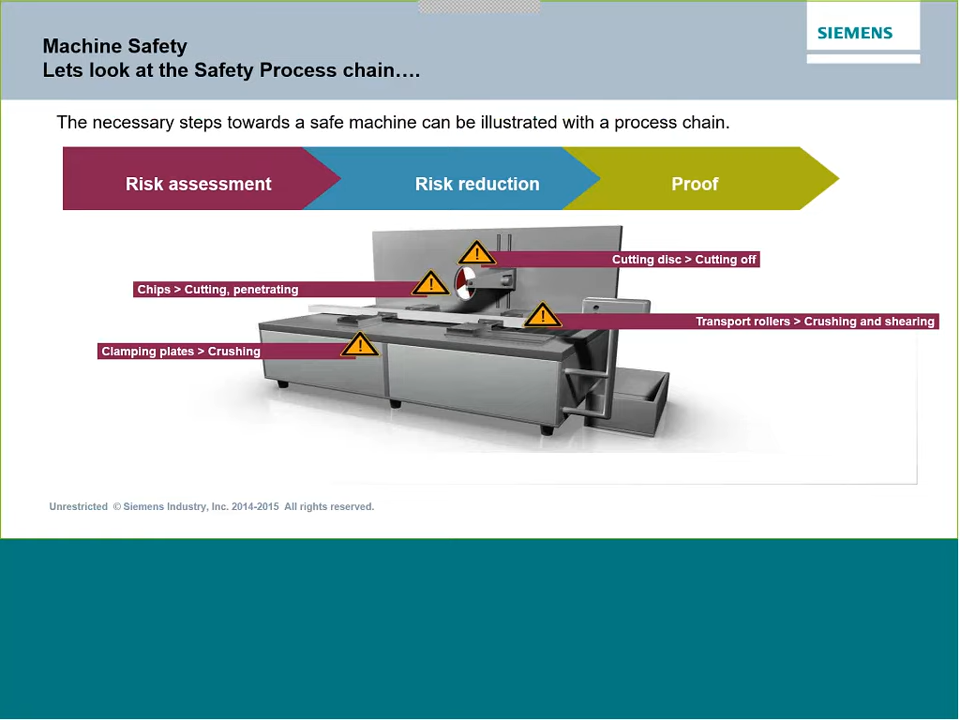 Machine Safety
Lets look at the Safety Process chain….
SIEMENS
The necessary steps towards a safe machine can be illustrated with a process chain.
Risk assessment
Risk reduction
Proof
Cutting disc > Cutting off
Chips > Cutting, penetrating
Transport rollers > Crushing and shearing
Clamping plates > Crushing
Unrestricted © Siemens Industry, Inc. 2014-2015 All rights reserved.